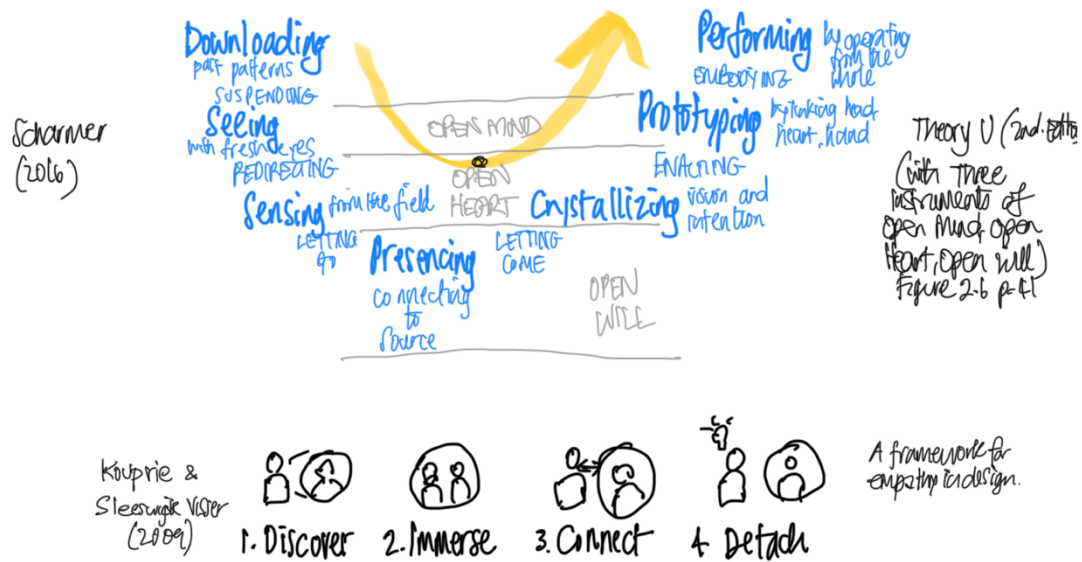 Scharmer
(2016)
Downloading
past patterns
SUSPENDING
Seeing
with fresh eyes
REDIRECTING
Sensing from the field
LETTING
GO
Presencing
connecting
to
source
OPEN MIND
OPEN
HEART
OPEN
WILL
LETTING
COME
Crystallizing vision and
intention
ENACTING
Prototyping by linking head,
heart, hand
EMBODYING
Performing by operating
from the
whole
Theory U (2nd
(with three
instruments of
open mind, open
heart, open will)
Figure 2.6 p.41
Kouprie &
Sleeswijk Visser
(2009)
1. Discover
2. Immerse
3. Connect
4. Detach
A framework for
empathy in design.